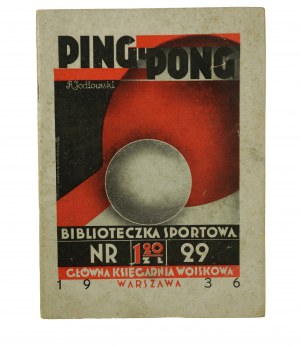 PING-PONG
R. Jodłowski
BIBLIOTECZKA SPORTOWA
NR 1 20 ZŁ 29
GŁÓWNA KSIĘGARNIA WOJSKOWA
19 WARSZAWA 36